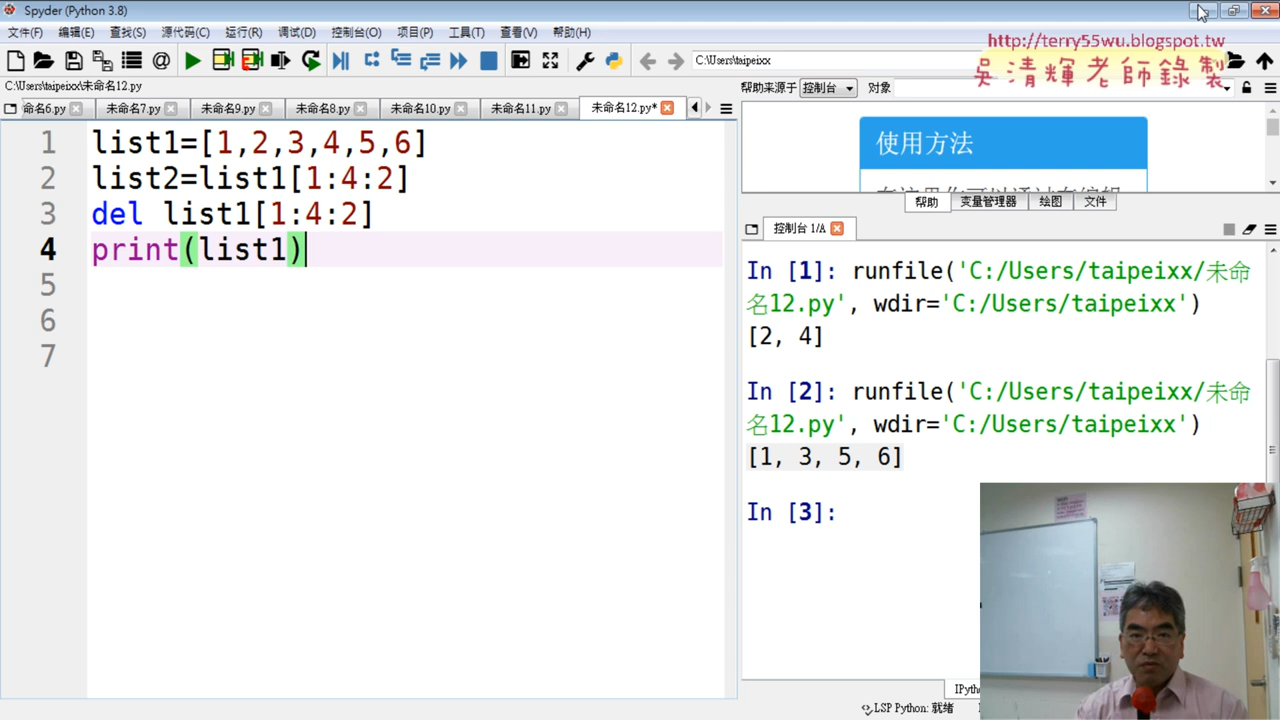 Spyder (Python 3.8)
文件(F) 编辑(E) 查找(S) 源代码(C) 运行(R) 调试(D) 控制台(O) 项目(P) 工具(T) 查看(V) 帮助(H)
http://terry55wu.blogspot.tw
吳清輝老師錄製
C:\Users\taipeixx
C:\Users\taipeixx\未命名12.py
帮助来源于 控制台 对象
命名6.py 未命名7.py 未命名9.py 未命名8.py 未命名10.py 未命名11.py 未命名12.py*
1 list1=[1,2,3,4,5,6]
2 list2=list1[1:4:2]
3 del list1[1:4:2]
4 print(list1)
5
6
7
使用方法
帮助 变量管理器 绘图 文件
控制台 1/A
In [1]: runfile('C:/Users/taipeixx/未命
名12.py', wdir='C:/Users/taipeixx')
[2, 4]
In [2]: runfile('C:/Users/taipeixx/未命
名12.py', wdir='C:/Users/taipeixx')
[1, 3, 5, 6]
In [3]:
IPyth
LSP Python: 就绪